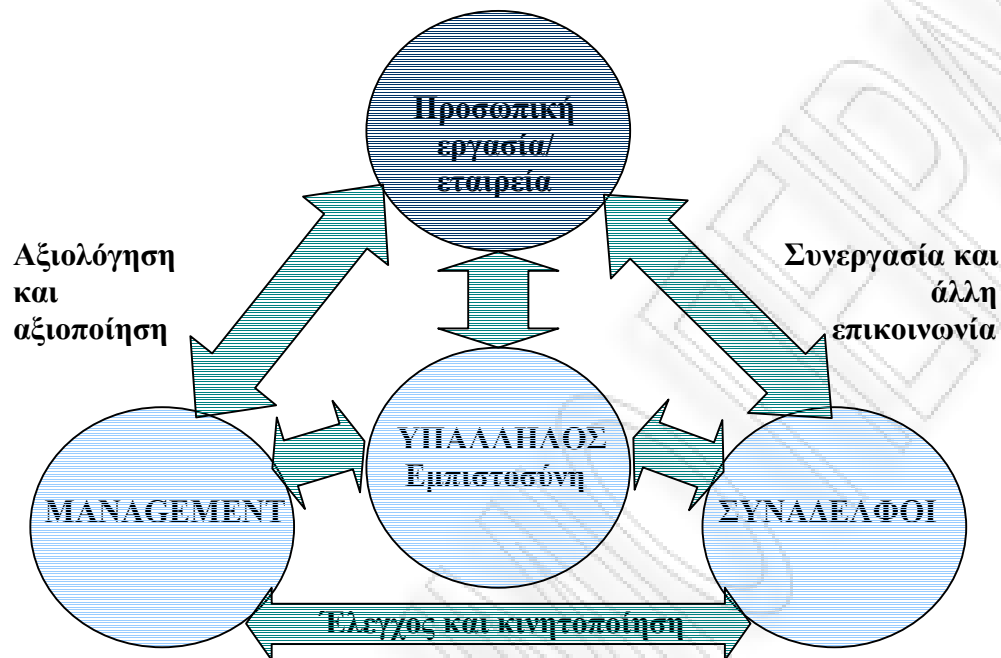 Προσωπική
εργασία/
εταιρεία
Αξιολόγηση
και
αξιοποίηση
Συνεργασία και
άλλη
επικοινωνία
ΥΠΑΛΛΗΛΟΣ
Εμπιστοσύνη
MANAGEMENT
ΣΥΝΑΔΕΛΦΟΙ
Έλεγχος και κινητοποίηση